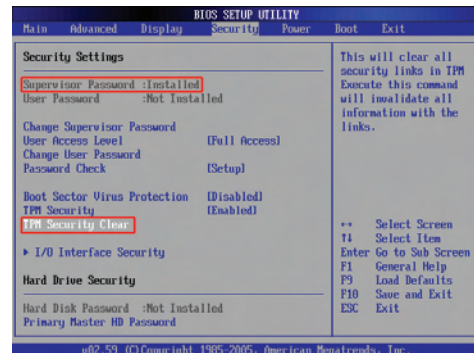 BIOS SETUP UTILITY
Main Advanced Display Security Power Boot Exit
Security Settings
Supervisor Password :Installed
User Password :Not Installed
Change Supervisor Password
User Access Level [Full Access]
Change User Password
Password Check [Setup]
Boot Sector Virus Protection [Disabled]
TPM Security [Enabled]
TPM Security Clear
▶ I/O Interface Security
Hard Drive Security
Hard Disk Password :Not Installed
Primary Master HD Password
This will clear all
security links in TPM
Execute this command
will invalidate all
information with the
links.
↔ Select Screen
↑↓ Select Item
Enter Go to Sub Screen
F1 General Help
F9 Load Defaults
F10 Save and Exit
ESC Exit
v02.59 (C)Copyright 1985-2005, American Megatrends, Inc.